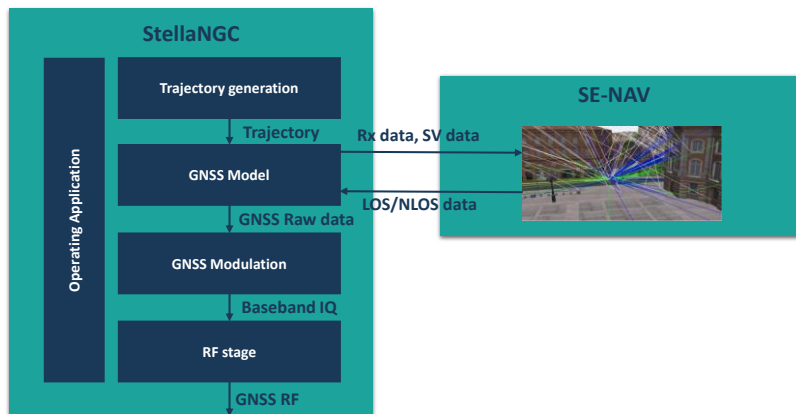 StellaNGC
Operating Application
Trajectory generation
Trajectory
GNSS Model
GNSS Raw data
GNSS Modulation
Baseband IQ
RF stage
GNSS RF
Rx data, SV data
LOS/NLOS data
SE-NAV